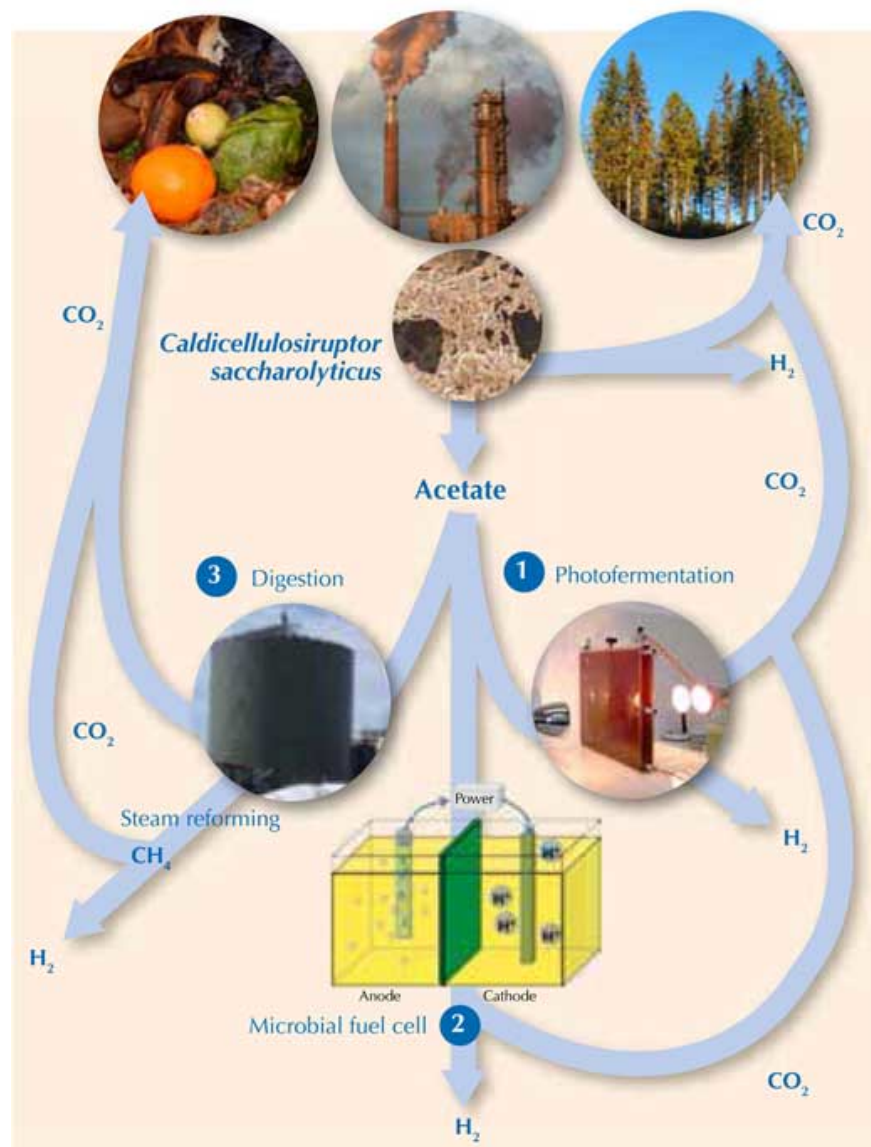 CO₂
CO₂
Caldicellulosiruptor
saccharolyticus
H₂
Acetate
CO₂
3 Digestion
1 Photofermentation
CO₂
Power
Steam reforming
CH₄
H₂
H₂
Anode
Cathode
Microbial fuel cell 2
CO₂
H₂